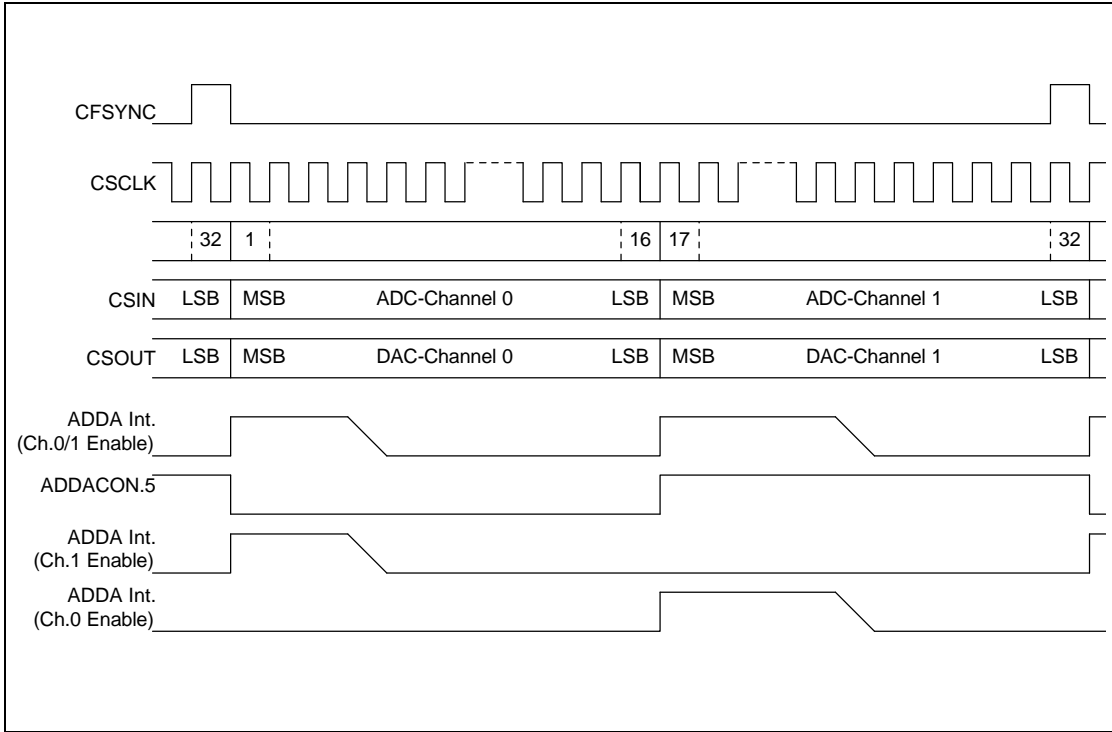 CFSYNC
CSCLK
32 1 16 17 32
CSIN LSB MSB ADC-Channel 0 LSB MSB ADC-Channel 1 LSB
CSOUT LSB MSB DAC-Channel 0 LSB MSB DAC-Channel 1 LSB
ADDA Int.
(Ch.0/1 Enable)
ADDACON.5
ADDA Int.
(Ch.1 Enable)
ADDA Int.
(Ch.0 Enable)